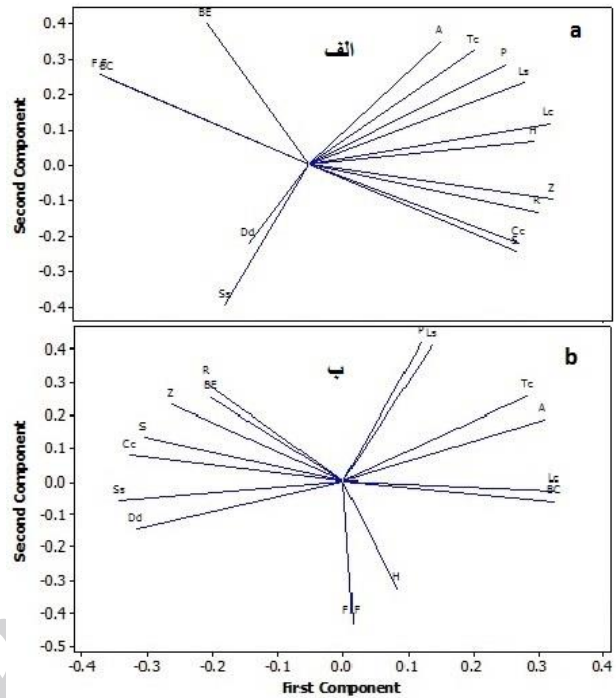 a
الف
BE
A
Tc
P
Ls
BC
Lc
H
Z
R
Cc
Dd
Ss
0.4
0.3
0.2
0.1
0.0
-0.1
-0.2
-0.3
-0.4
Second Component
b
ب
P
Ls
R
BE
Z
Tc
A
S
Cc
Ss
Dd
Lc
BC
H
F F
0.4
0.3
0.2
0.1
0.0
-0.1
-0.2
-0.3
-0.4
-0.5
Second Component
-0.4 -0.3 -0.2 -0.1 0.0 0.1 0.2 0.3 0.4
First Component